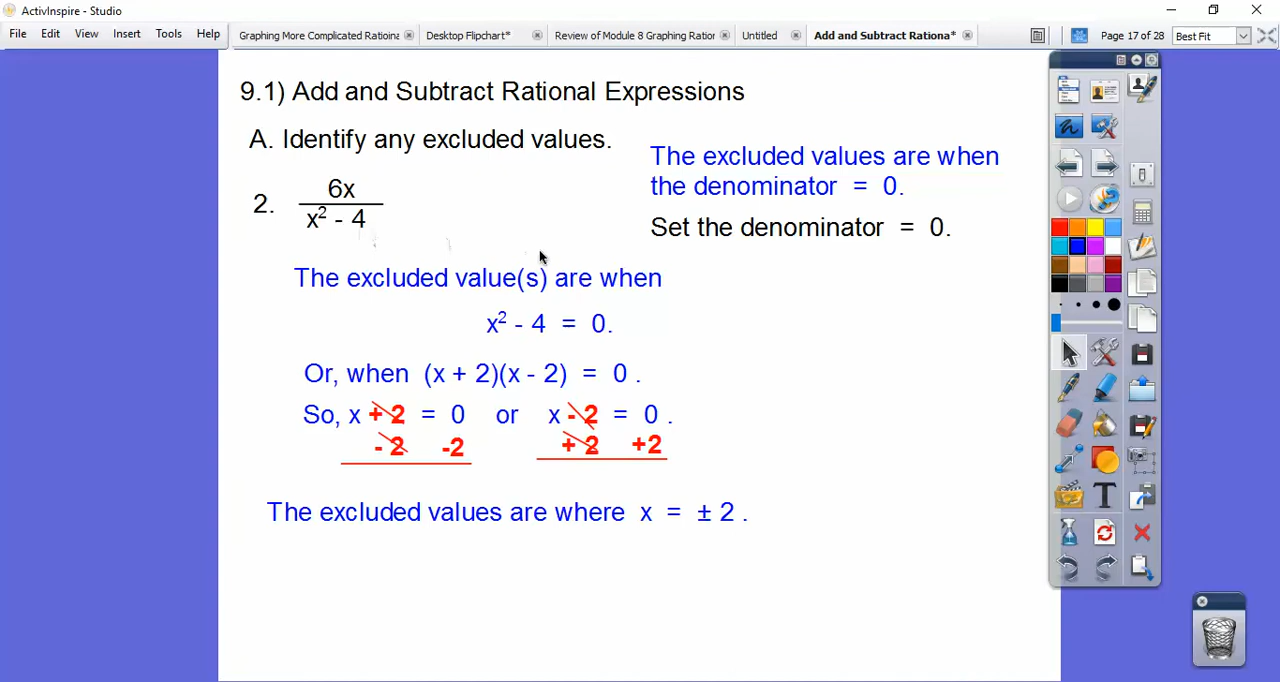 ActivInspire - Studio
File Edit View Insert Tools Help
Graphing More Complicated Rationa
Desktop Flipchart*
Review of Module 8 Graphing Ration
Untitled
Add and Subtract Rationa*
Page 17 of 28
Best Fit
9.1) Add and Subtract Rational Expressions
A. Identify any excluded values.
The excluded values are when
the denominator = 0.
2. 6x
x² - 4
Set the denominator = 0.
The excluded value(s) are when
x² - 4 = 0.
Or, when (x + 2)(x - 2) = 0 .
So, x + 2 = 0 or x - 2 = 0 .
- 2 -2 + 2 +2
The excluded values are where x = ± 2 .